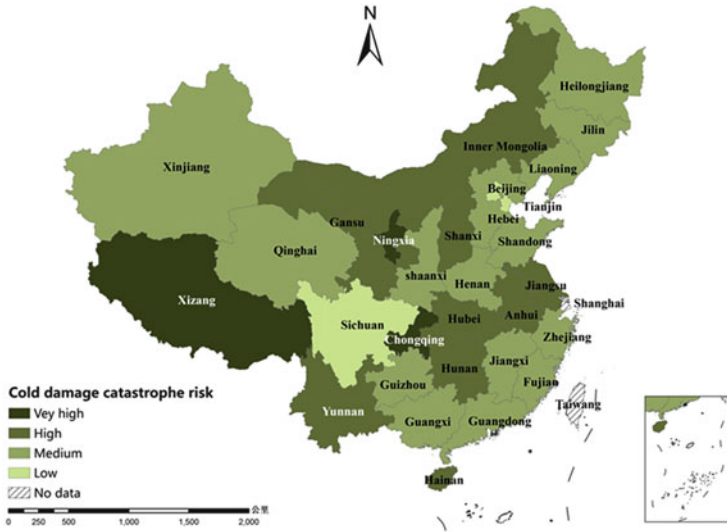 N
Heilongjiang
Jilin
Inner Mongolia
Liaoning
Xinjiang
Beijing
Tianjin
Gansu
Hebei
Ningxia
Shanxi
Qinghai
Shandong
shaanxi
Henan
Jiangsu
Xizang
Shanghai
Sichuan
Hubei
Anhui
Zhejiang
Chongqing
Hunan
Jiangxi
Guizhou
Fujian
Cold damage catastrophe risk
Vey high
Taiwang
High
Yunnan
Guangxi
Guangdong
Medium
Low
No data
Hainan
0 250 500 1,000 1,500 2,000 公里